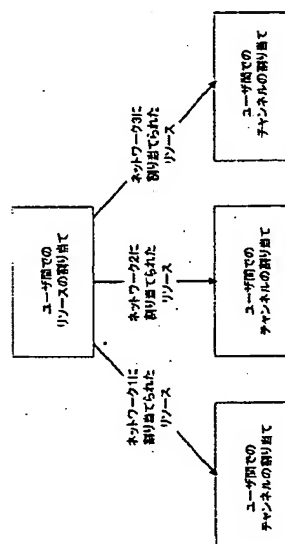 ユーザ間での
リソースの割り当て
ネットワーク1に
割り当てられた
リソース
ネットワーク2に
割り当てられた
リソース
ネットワーク3に
割り当てられた
リソース
ユーザ間での
チャンネルの割り当て
ユーザ間での
チャンネルの割り当て
ユーザ間での
チャンネルの割り当て